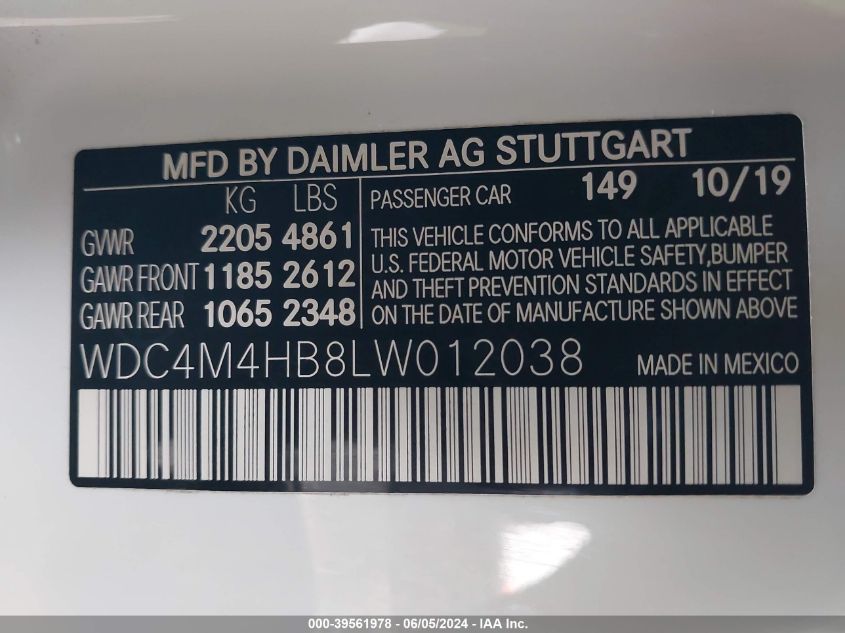 MFD BY DAIMLER AG STUTTGART
KG LBS
GVWR 2205 4861
GAWR FRONT 1185 2612
GAWR REAR 1065 2348
PASSENGER CAR 149 10/19
THIS VEHICLE CONFORMS TO ALL APPLICABLE
U.S. FEDERAL MOTOR VEHICLE SAFETY,BUMPER
AND THEFT PREVENTION STANDARDS IN EFFECT
ON THE DATE OF MANUFACTURE SHOWN ABOVE
WDC4M4HB8LW012038 MADE IN MEXICO
000-39561978 - 06/05/2024 - IAA Inc.